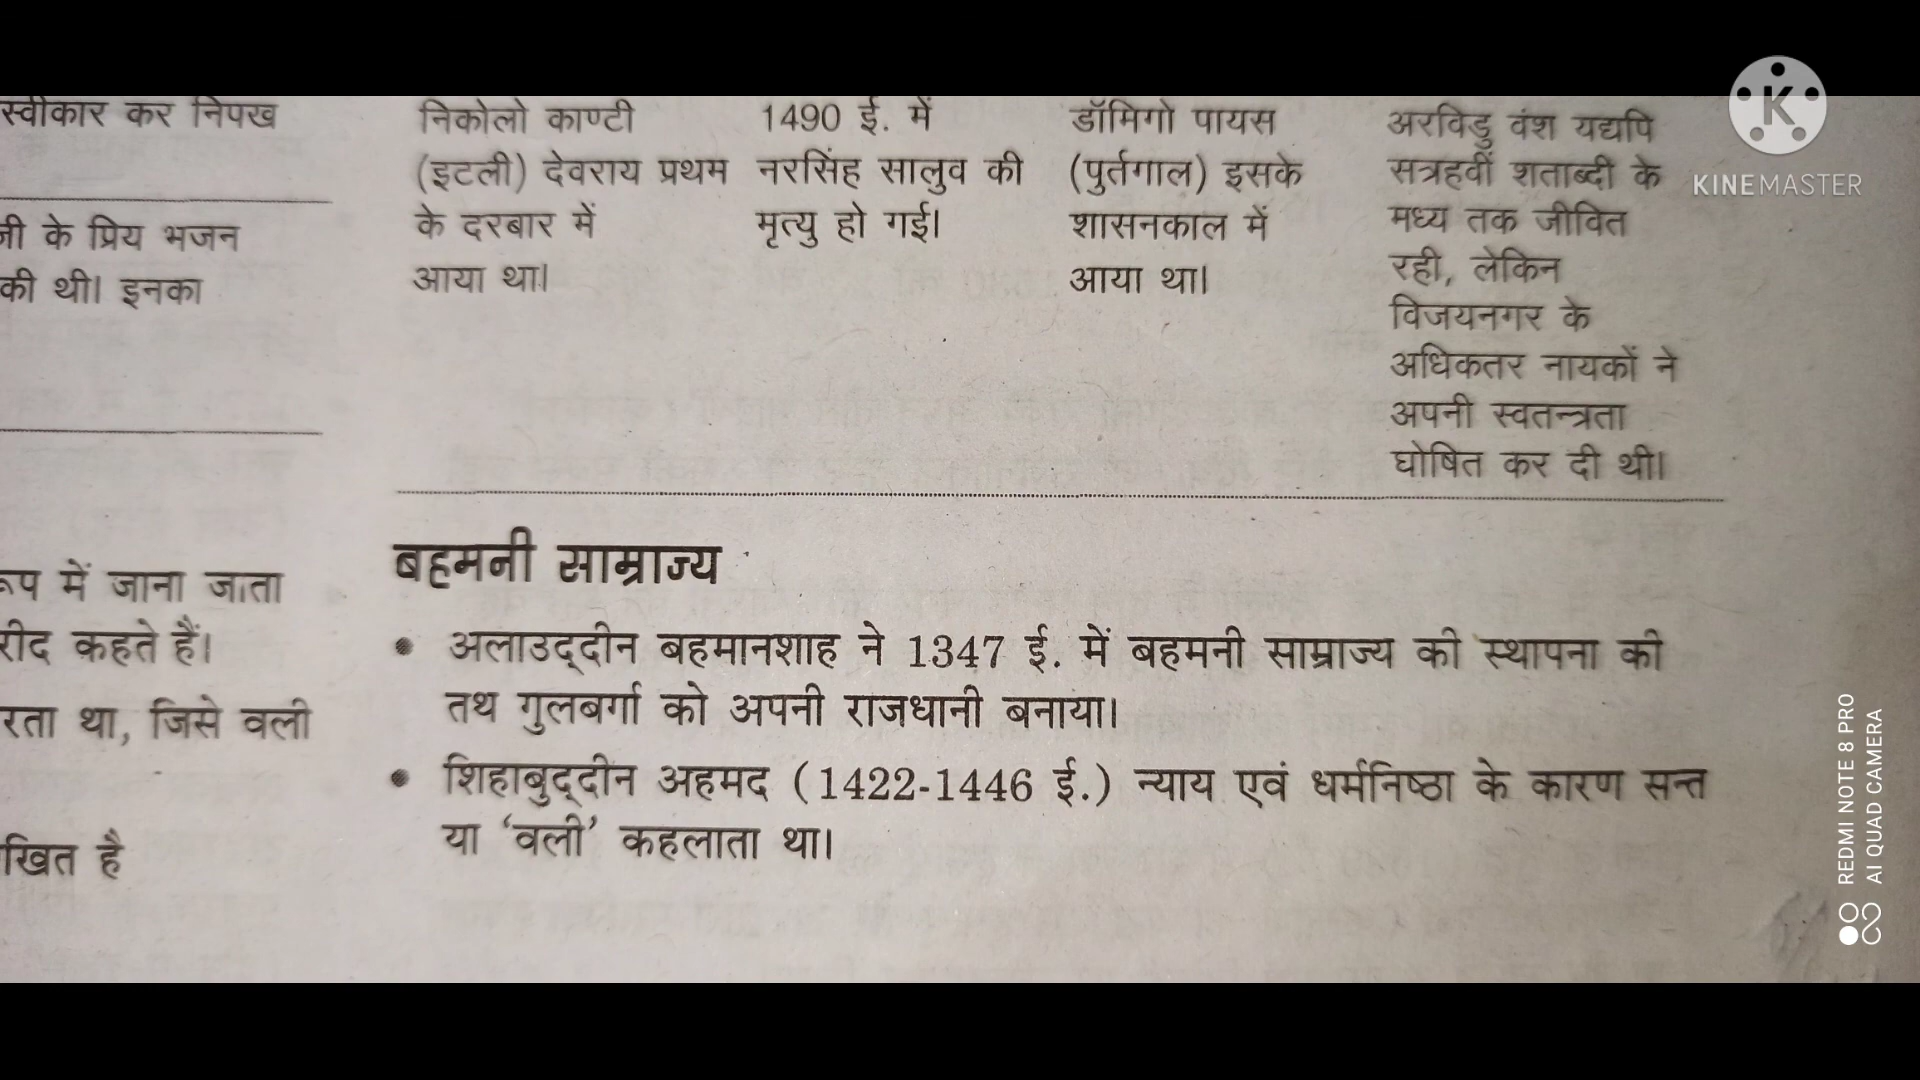 स्वीकार कर निपख
जी के प्रिय भजन
की थी। इनका
रूप में जाना जाता
रीद कहते हैं।
रता था, जिसे वली
खित है
निकोलो काण्टी
(इटली) देवराय प्रथम
के दरबार में
आया था।
1490 ई. में
नरसिंह सालुव की
मृत्यु हो गई।
डॉमिगो पायस
(पुर्तगाल) इसके
शासनकाल में
आया था।
अरविडु वंश यद्यपि
सत्रहवीं शताब्दी के
मध्य तक जीवित
रही, लेकिन
विजयनगर के
अधिकतर नायकों ने
अपनी स्वतन्त्रता
घोषित कर दी थी।
बहमनी साम्राज्य
• अलाउद्दीन बहमानशाह ने 1347 ई. में बहमनी साम्राज्य की स्थापना की
तथ गुलबर्गा को अपनी राजधानी बनाया।
• शिहाबुद्दीन अहमद (1422-1446 ई.) न्याय एवं धर्मनिष्ठा के कारण सन्त
या ‘वली’ कहलाता था।
K
KINEMASTER
REDMI NOTE 8 PRO
AI QUAD CAMERA